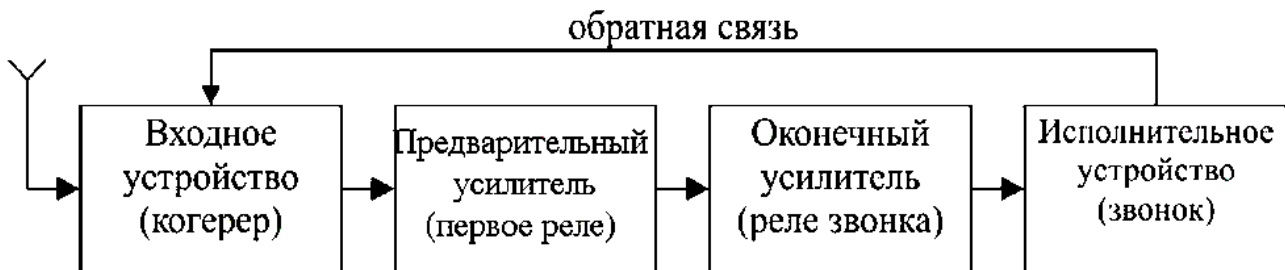 обратная связь
Входное
устройство
(когерер)
Предварительный
усилитель
(первое реле)
Оконечный
усилитель
(реле звонка)
Исполнительное
устройство
(звонок)